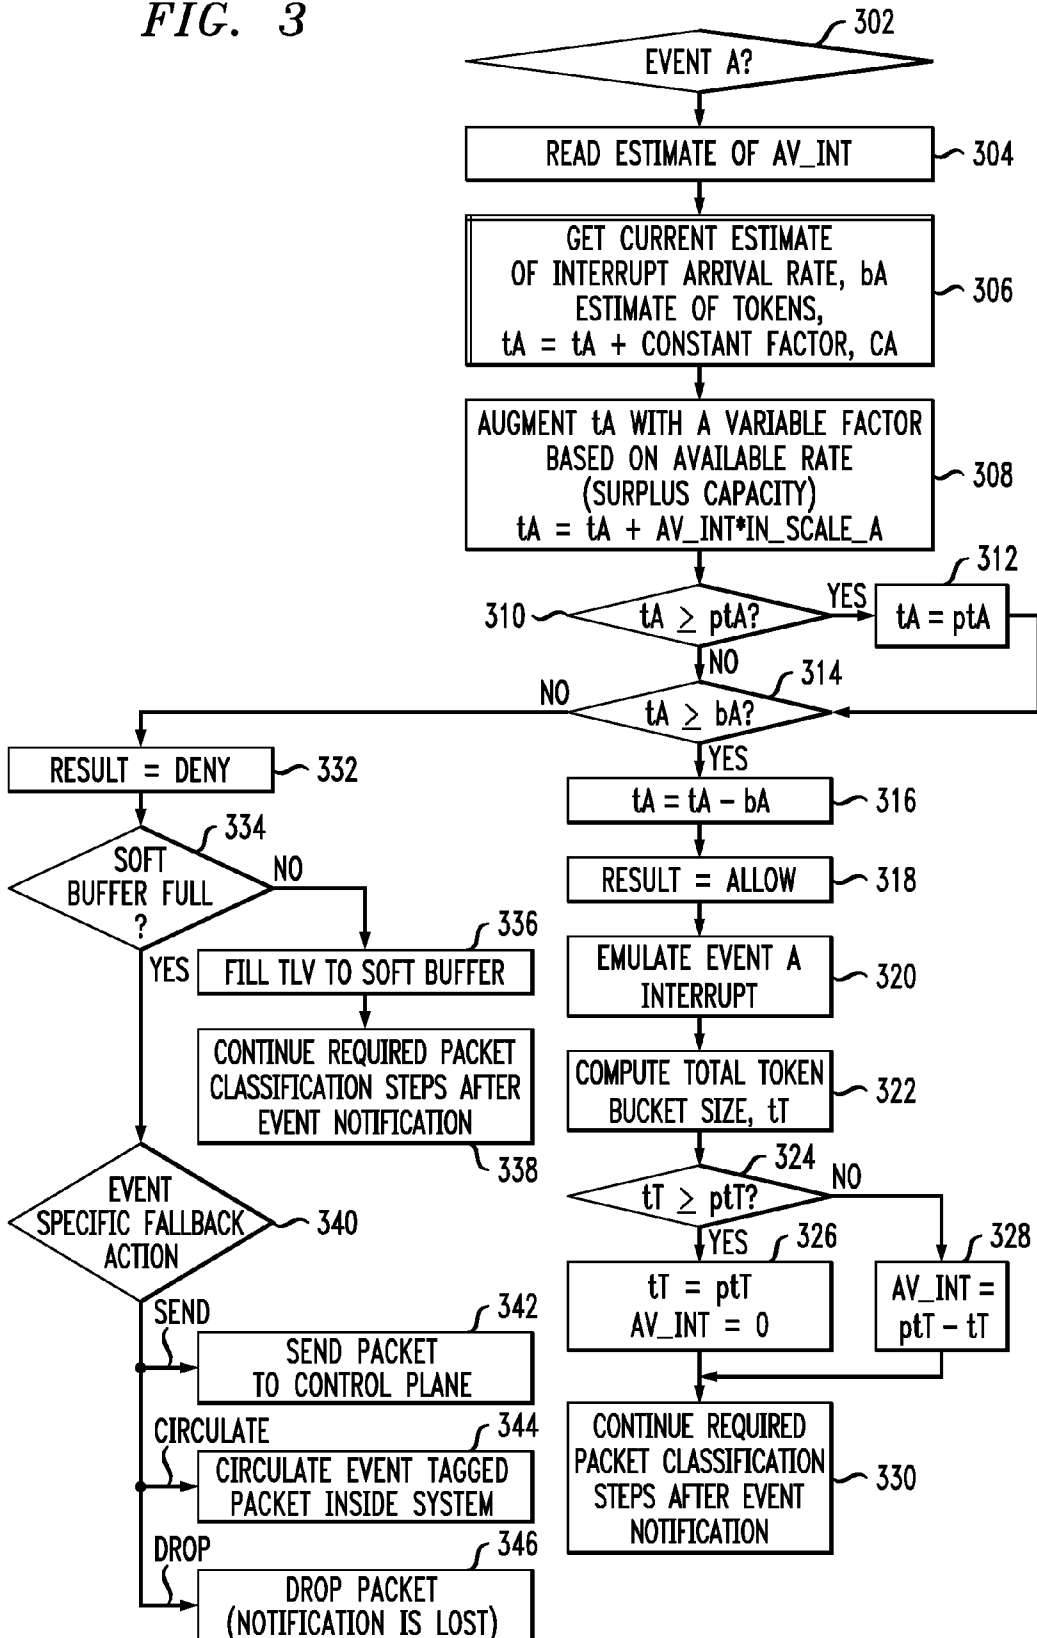 FIG. 3
302
EVENT A?
READ ESTIMATE OF AV_INT
304
GET CURRENT ESTIMATE
OF INTERRUPT ARRIVAL RATE, bA
ESTIMATE OF TOKENS,
tA = tA + CONSTANT FACTOR, CA
306
AUGMENT tA WITH A VARIABLE FACTOR
BASED ON AVAILABLE RATE
(SURPLUS CAPACITY)
tA = tA + AV_INT*IN_SCALE_A
308
310
tA ≥ ptA?
YES
312
tA = ptA
NO
314
tA ≥ bA?
NO
YES
RESULT = DENY
332
tA = tA – bA
316
334
SOFT
BUFFER FULL
?
NO
YES
RESULT = ALLOW
318
336
FILL TLV TO SOFT BUFFER
EMULATE EVENT A
INTERRUPT
320
CONTINUE REQUIRED PACKET
CLASSIFICATION STEPS AFTER
EVENT NOTIFICATION
338
COMPUTE TOTAL TOKEN
BUCKET SIZE, tT
322
324
tT ≥ ptT?
NO
YES
EVENT
SPECIFIC FALLBACK
ACTION
340
326
tT = ptT
AV_INT = 0
328
AV_INT =
ptT – tT
SEND
342
SEND PACKET
TO CONTROL PLANE
CIRCULATE
344
CIRCULATE EVENT TAGGED
PACKET INSIDE SYSTEM
CONTINUE REQUIRED
PACKET CLASSIFICATION
STEPS AFTER EVENT
NOTIFICATION
330
DROP
346
DROP PACKET
(NOTIFICATION IS LOST)